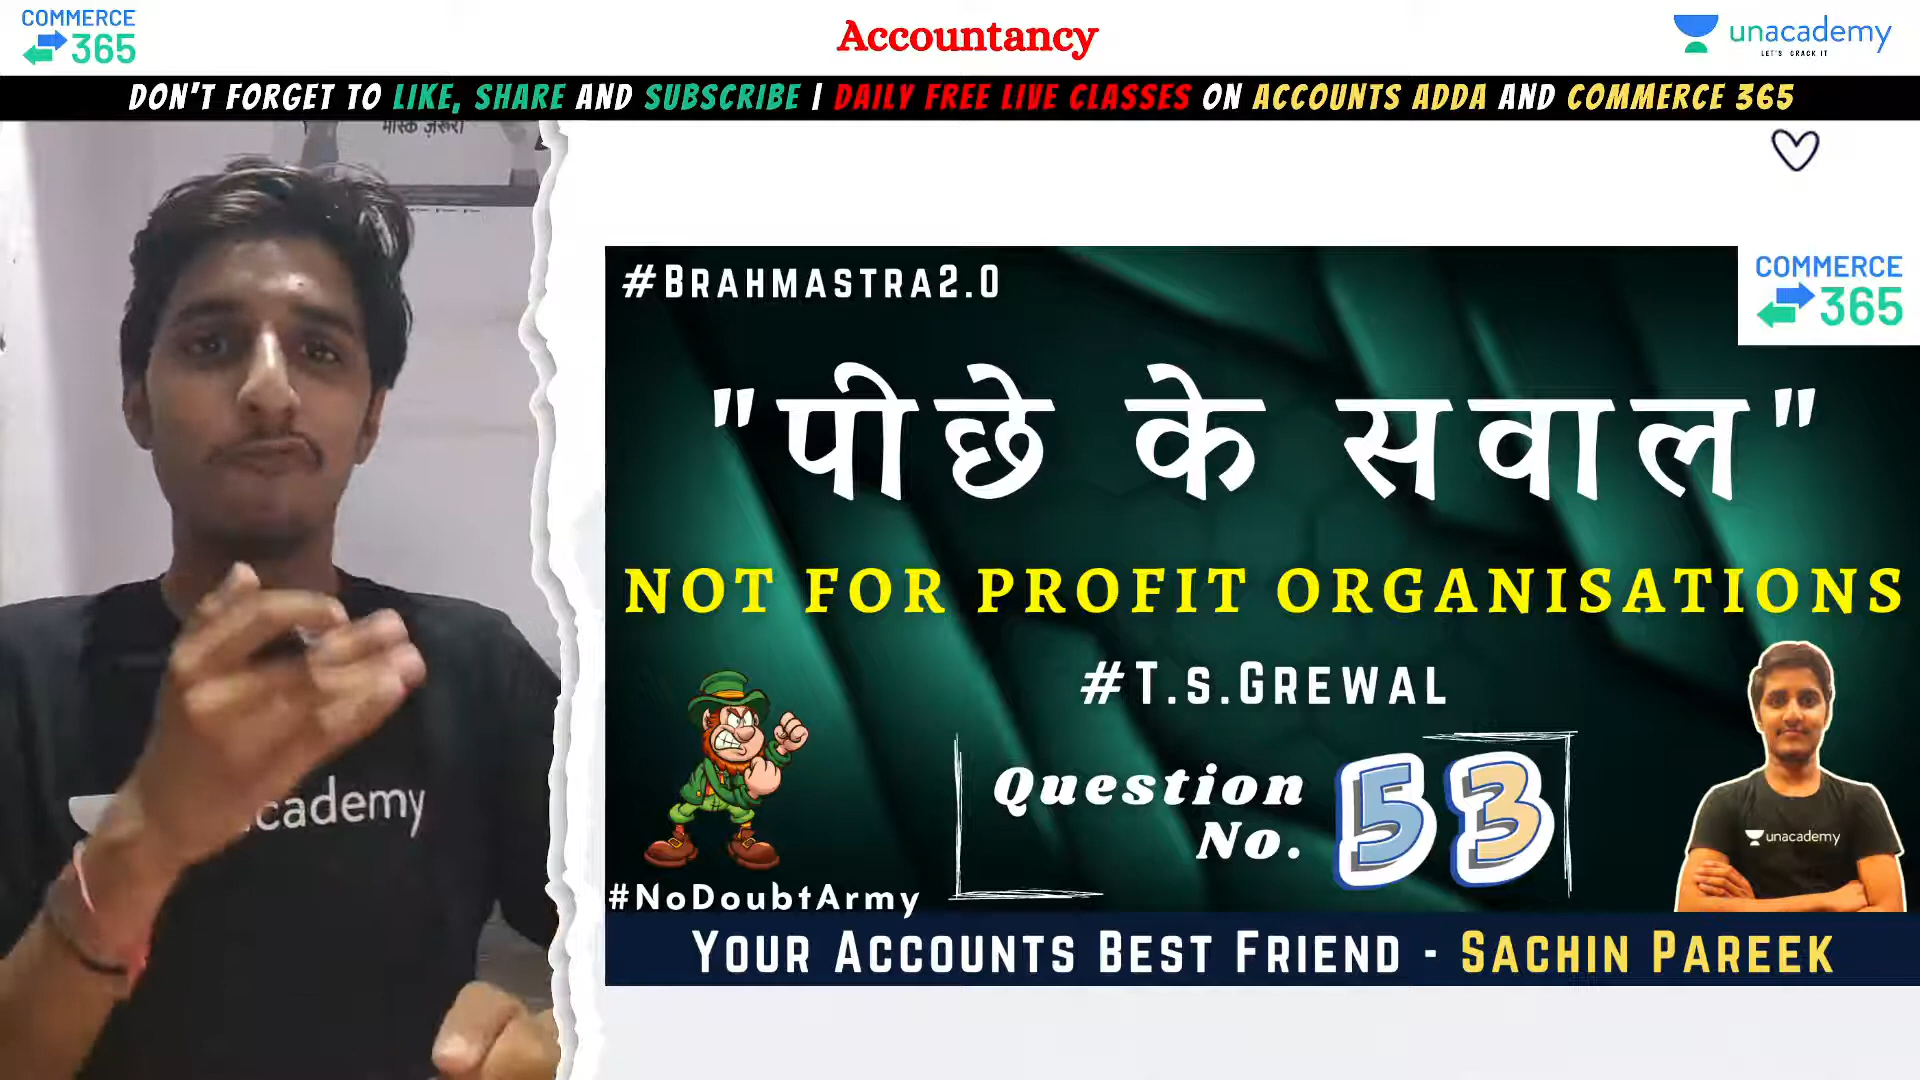 COMMERCE
365
Accountancy
unacademy
LET'S CRACK IT
DON'T FORGET TO LIKE, SHARE AND SUBSCRIBE | DAILY FREE LIVE CLASSES ON ACCOUNTS ADDA AND COMMERCE 365
मास्क ज़रूरी
#BRAHMASTRA2.0
COMMERCE
365
"पीछे के सवाल"
NOT FOR PROFIT ORGANISATIONS
#T.S.GREWAL
Question
No. 53
unacademy
cademy
#NoDoubtArmy
YOUR ACCOUNTS BEST FRIEND - SACHIN PAREEK